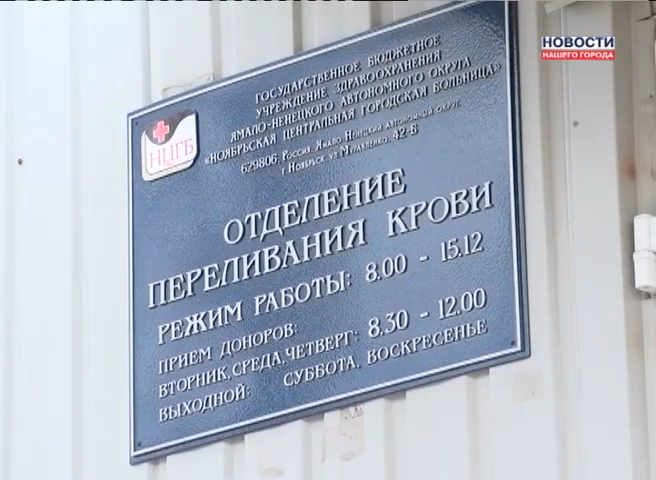 НОВОСТИ
НАШЕГО ГОРОДА
НЦГБ
ГОСУДАРСТВЕННОЕ БЮДЖЕТНОЕ
УЧРЕЖДЕНИЕ ЗДРАВООХРАНЕНИЯ
ЯМАЛО-НЕНЕЦКОГО АВТОНОМНОГО ОКРУГА
«НОЯБРЬСКАЯ ЦЕНТРАЛЬНАЯ ГОРОДСКАЯ БОЛЬНИЦА»
629806, Россия, Ямало-Ненецкий автономный округ,
г Ноябрьск ул Муравленко, 42-Б
ОТДЕЛЕНИЕ
ПЕРЕЛИВАНИЯ КРОВИ
РЕЖИМ РАБОТЫ: 8.00 - 15.12
ПРИЕМ ДОНОРОВ:
ВТОРНИК,СРЕДА,ЧЕТВЕРГ: 8.30 - 12.00
ВЫХОДНОЙ: СУББОТА, ВОСКРЕСЕНЬЕ